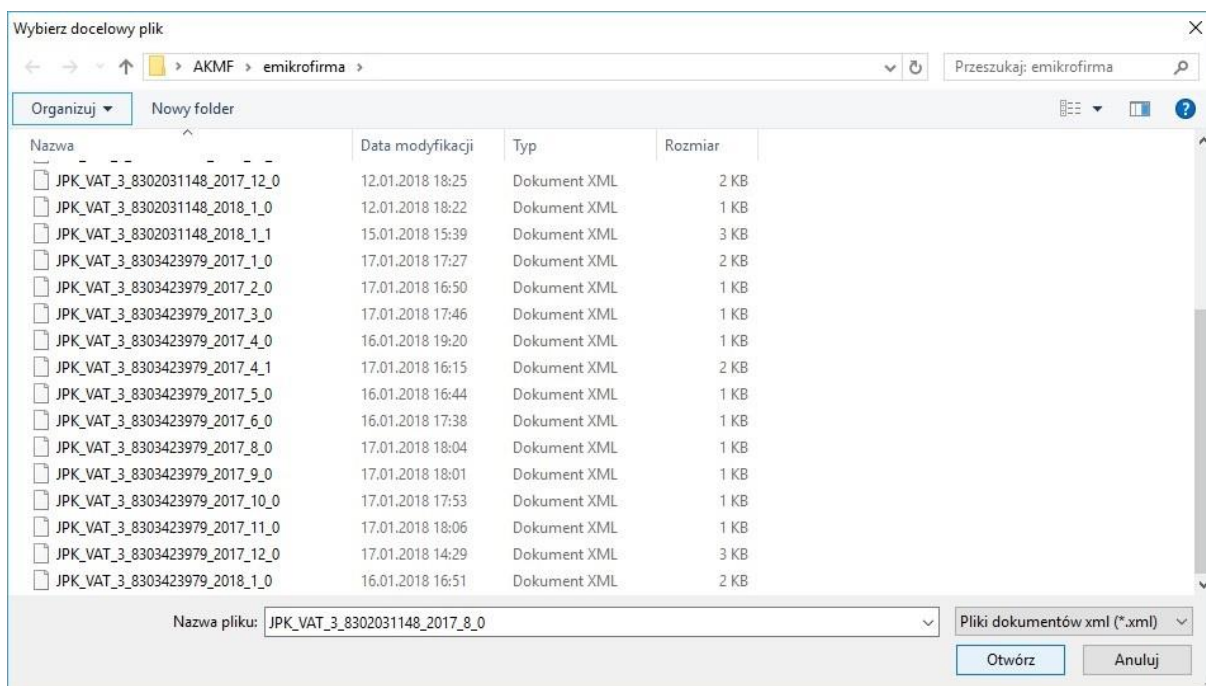 Wybierz docelowy plik
AKMF > emikrofirma >
Przeszukaj: emikrofirma
Organizuj Nowy folder
Nazwa Data modyfikacji Typ Rozmiar
JPK_VAT_3_8302031148_2017_12_0 12.01.2018 18:25 Dokument XML 2 KB
JPK_VAT_3_8302031148_2018_1_0 12.01.2018 18:22 Dokument XML 1 KB
JPK_VAT_3_8302031148_2018_1_1 15.01.2018 15:39 Dokument XML 3 KB
JPK_VAT_3_8303423979_2017_1_0 17.01.2018 17:27 Dokument XML 2 KB
JPK_VAT_3_8303423979_2017_2_0 17.01.2018 16:50 Dokument XML 1 KB
JPK_VAT_3_8303423979_2017_3_0 17.01.2018 17:46 Dokument XML 1 KB
JPK_VAT_3_8303423979_2017_4_0 16.01.2018 19:20 Dokument XML 1 KB
JPK_VAT_3_8303423979_2017_4_1 17.01.2018 16:15 Dokument XML 2 KB
JPK_VAT_3_8303423979_2017_5_0 16.01.2018 16:44 Dokument XML 1 KB
JPK_VAT_3_8303423979_2017_6_0 16.01.2018 17:38 Dokument XML 1 KB
JPK_VAT_3_8303423979_2017_8_0 17.01.2018 18:04 Dokument XML 1 KB
JPK_VAT_3_8303423979_2017_9_0 17.01.2018 18:01 Dokument XML 1 KB
JPK_VAT_3_8303423979_2017_10_0 17.01.2018 17:53 Dokument XML 1 KB
JPK_VAT_3_8303423979_2017_11_0 17.01.2018 18:06 Dokument XML 1 KB
JPK_VAT_3_8303423979_2017_12_0 17.01.2018 14:29 Dokument XML 3 KB
JPK_VAT_3_8303423979_2018_1_0 16.01.2018 16:51 Dokument XML 2 KB
Nazwa pliku: JPK_VAT_3_8302031148_2017_8_0 Pliki dokumentów xml (*.xml)
Otwórz Anuluj